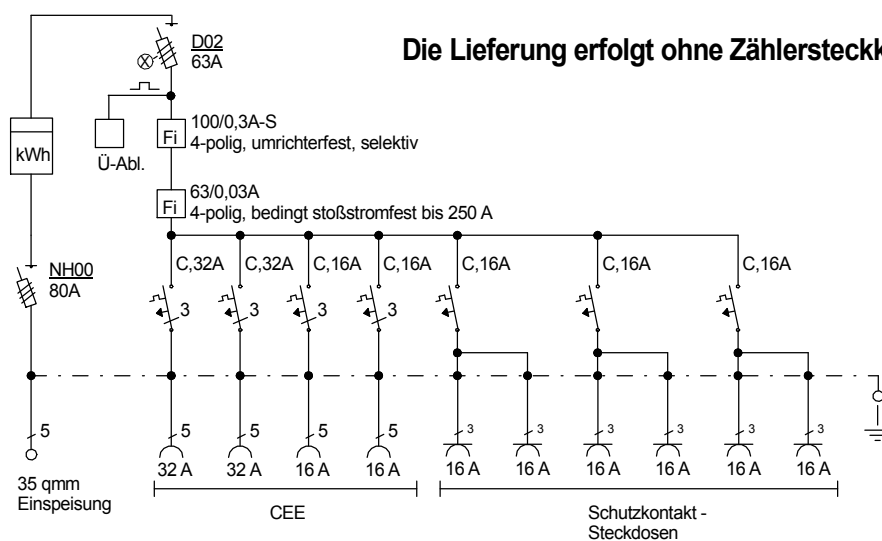 D02
63A
Die Lieferung erfolgt ohne Zählersteckk
100/0,3A-S
Fi
4-polig, umrichterfest, selektiv
kWh
Ü-Abl.
63/0,03A
Fi
4-polig, bedingt stoßstromfest bis 250 A
NH00
80A
C,32A C,32A C,16A C,16A C,16A C,16A C,16A
3 3 3 3
5 5 5 5 5 3 3 3 3 3 3
32 A 32 A 16 A 16 A 16 A 16 A 16 A 16 A 16 A 16 A
35 qmm
Einspeisung
CEE
Schutzkontakt -
Steckdosen